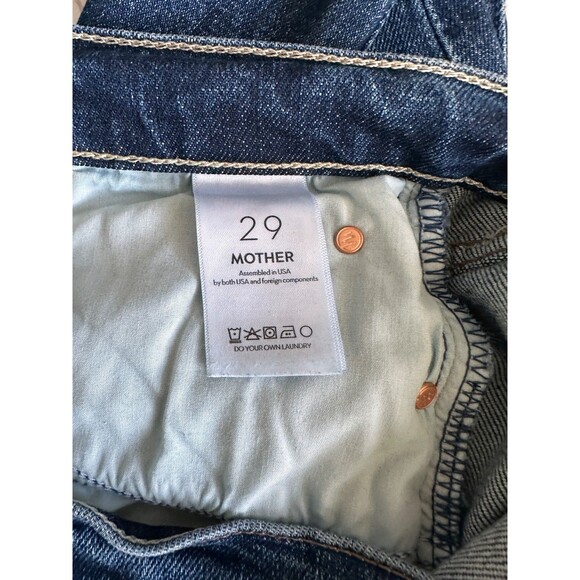 29
MOTHER
Assembled in USA
by both USA and foreign components
DO YOUR OWN LAUNDRY